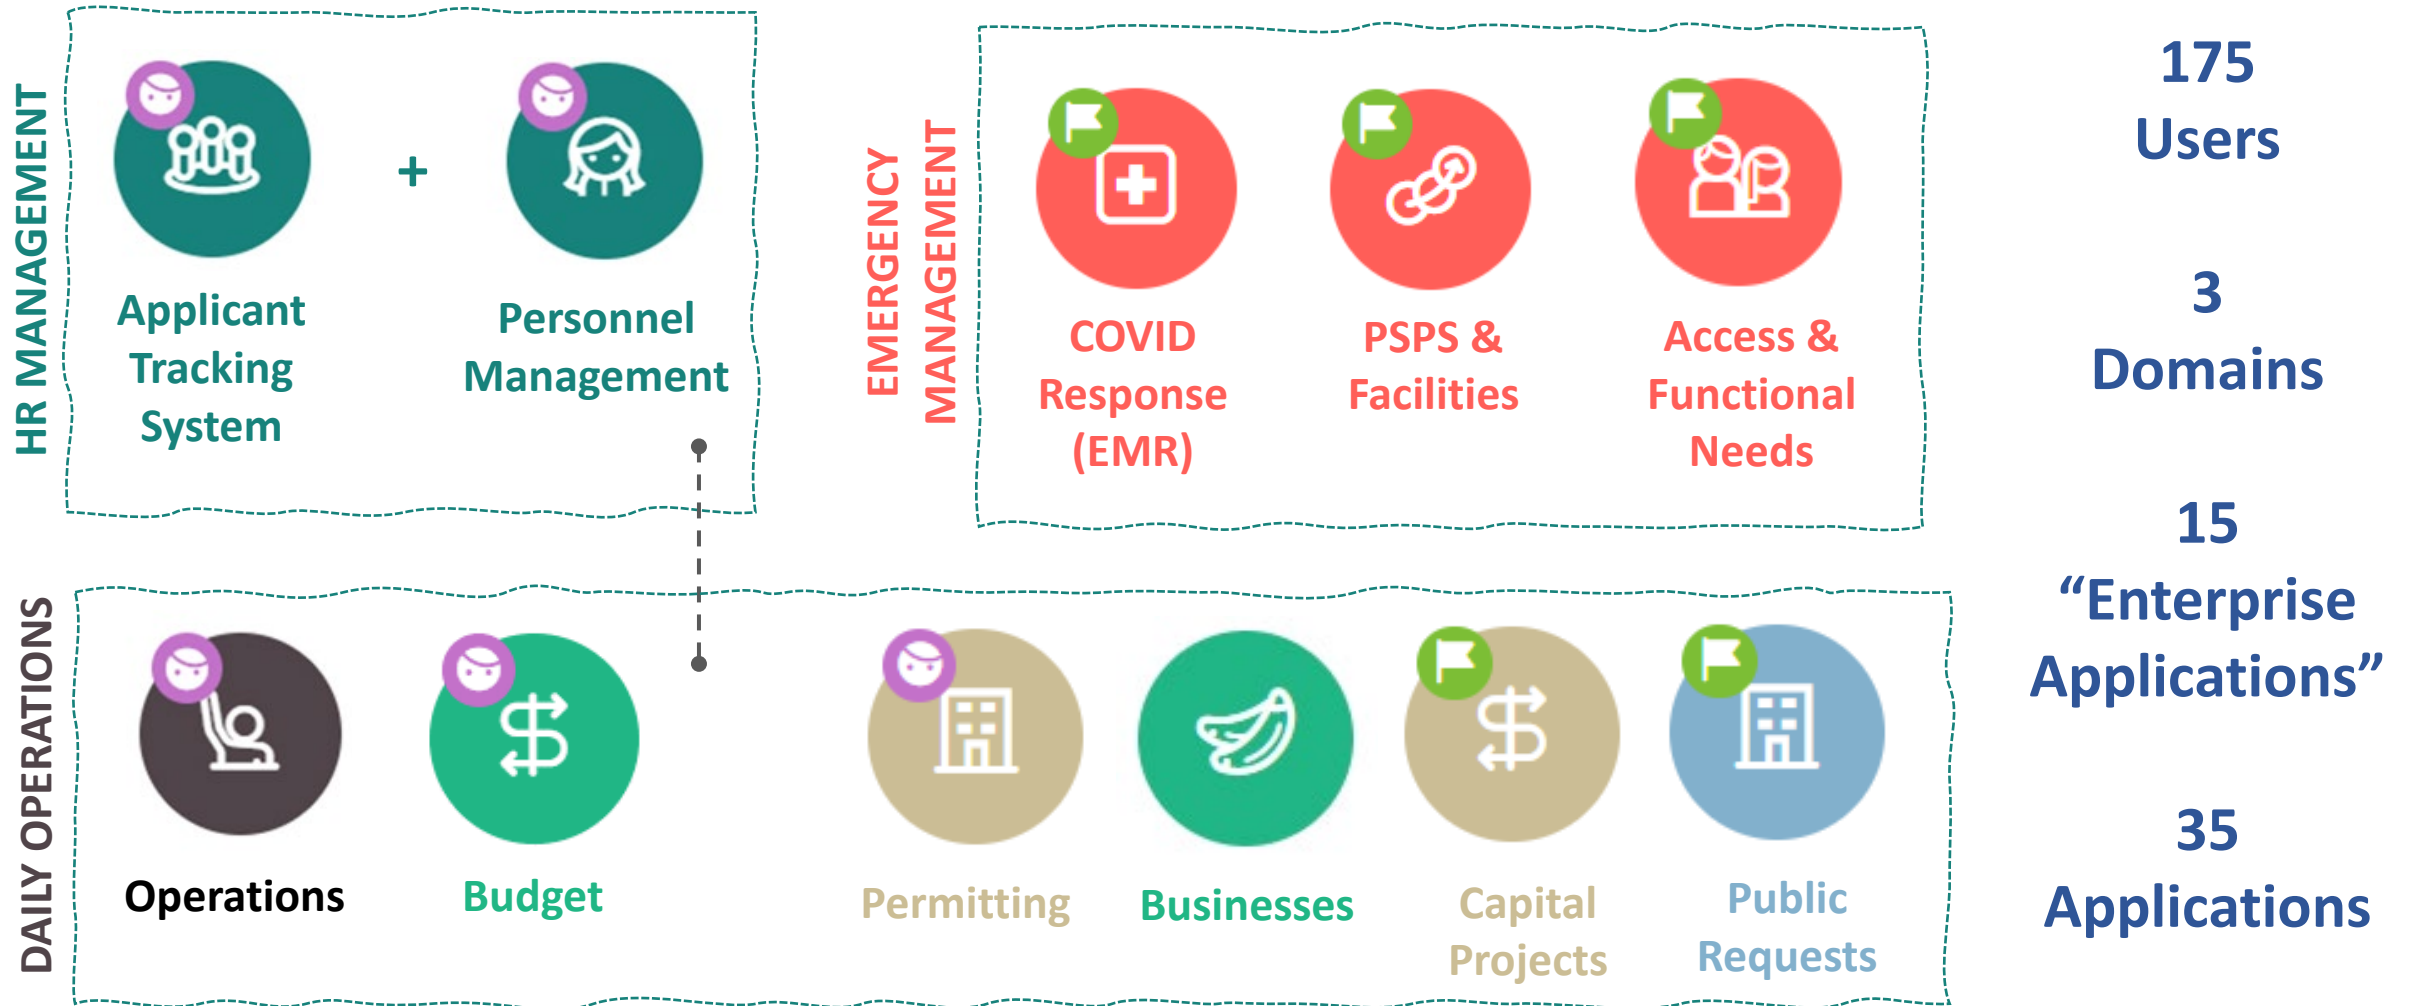 HR MANAGEMENT
Applicant
Tracking
System
+
Personnel
Management
EMERGENCY
MANAGEMENT
COVID
Response
(EMR)
PSPS &
Facilities
Access &
Functional
Needs
DAILY OPERATIONS
Operations
Budget
Permitting
Businesses
Capital
Projects
Public
Requests
175
Users
3
Domains
15
“Enterprise
Applications”
35
Applications